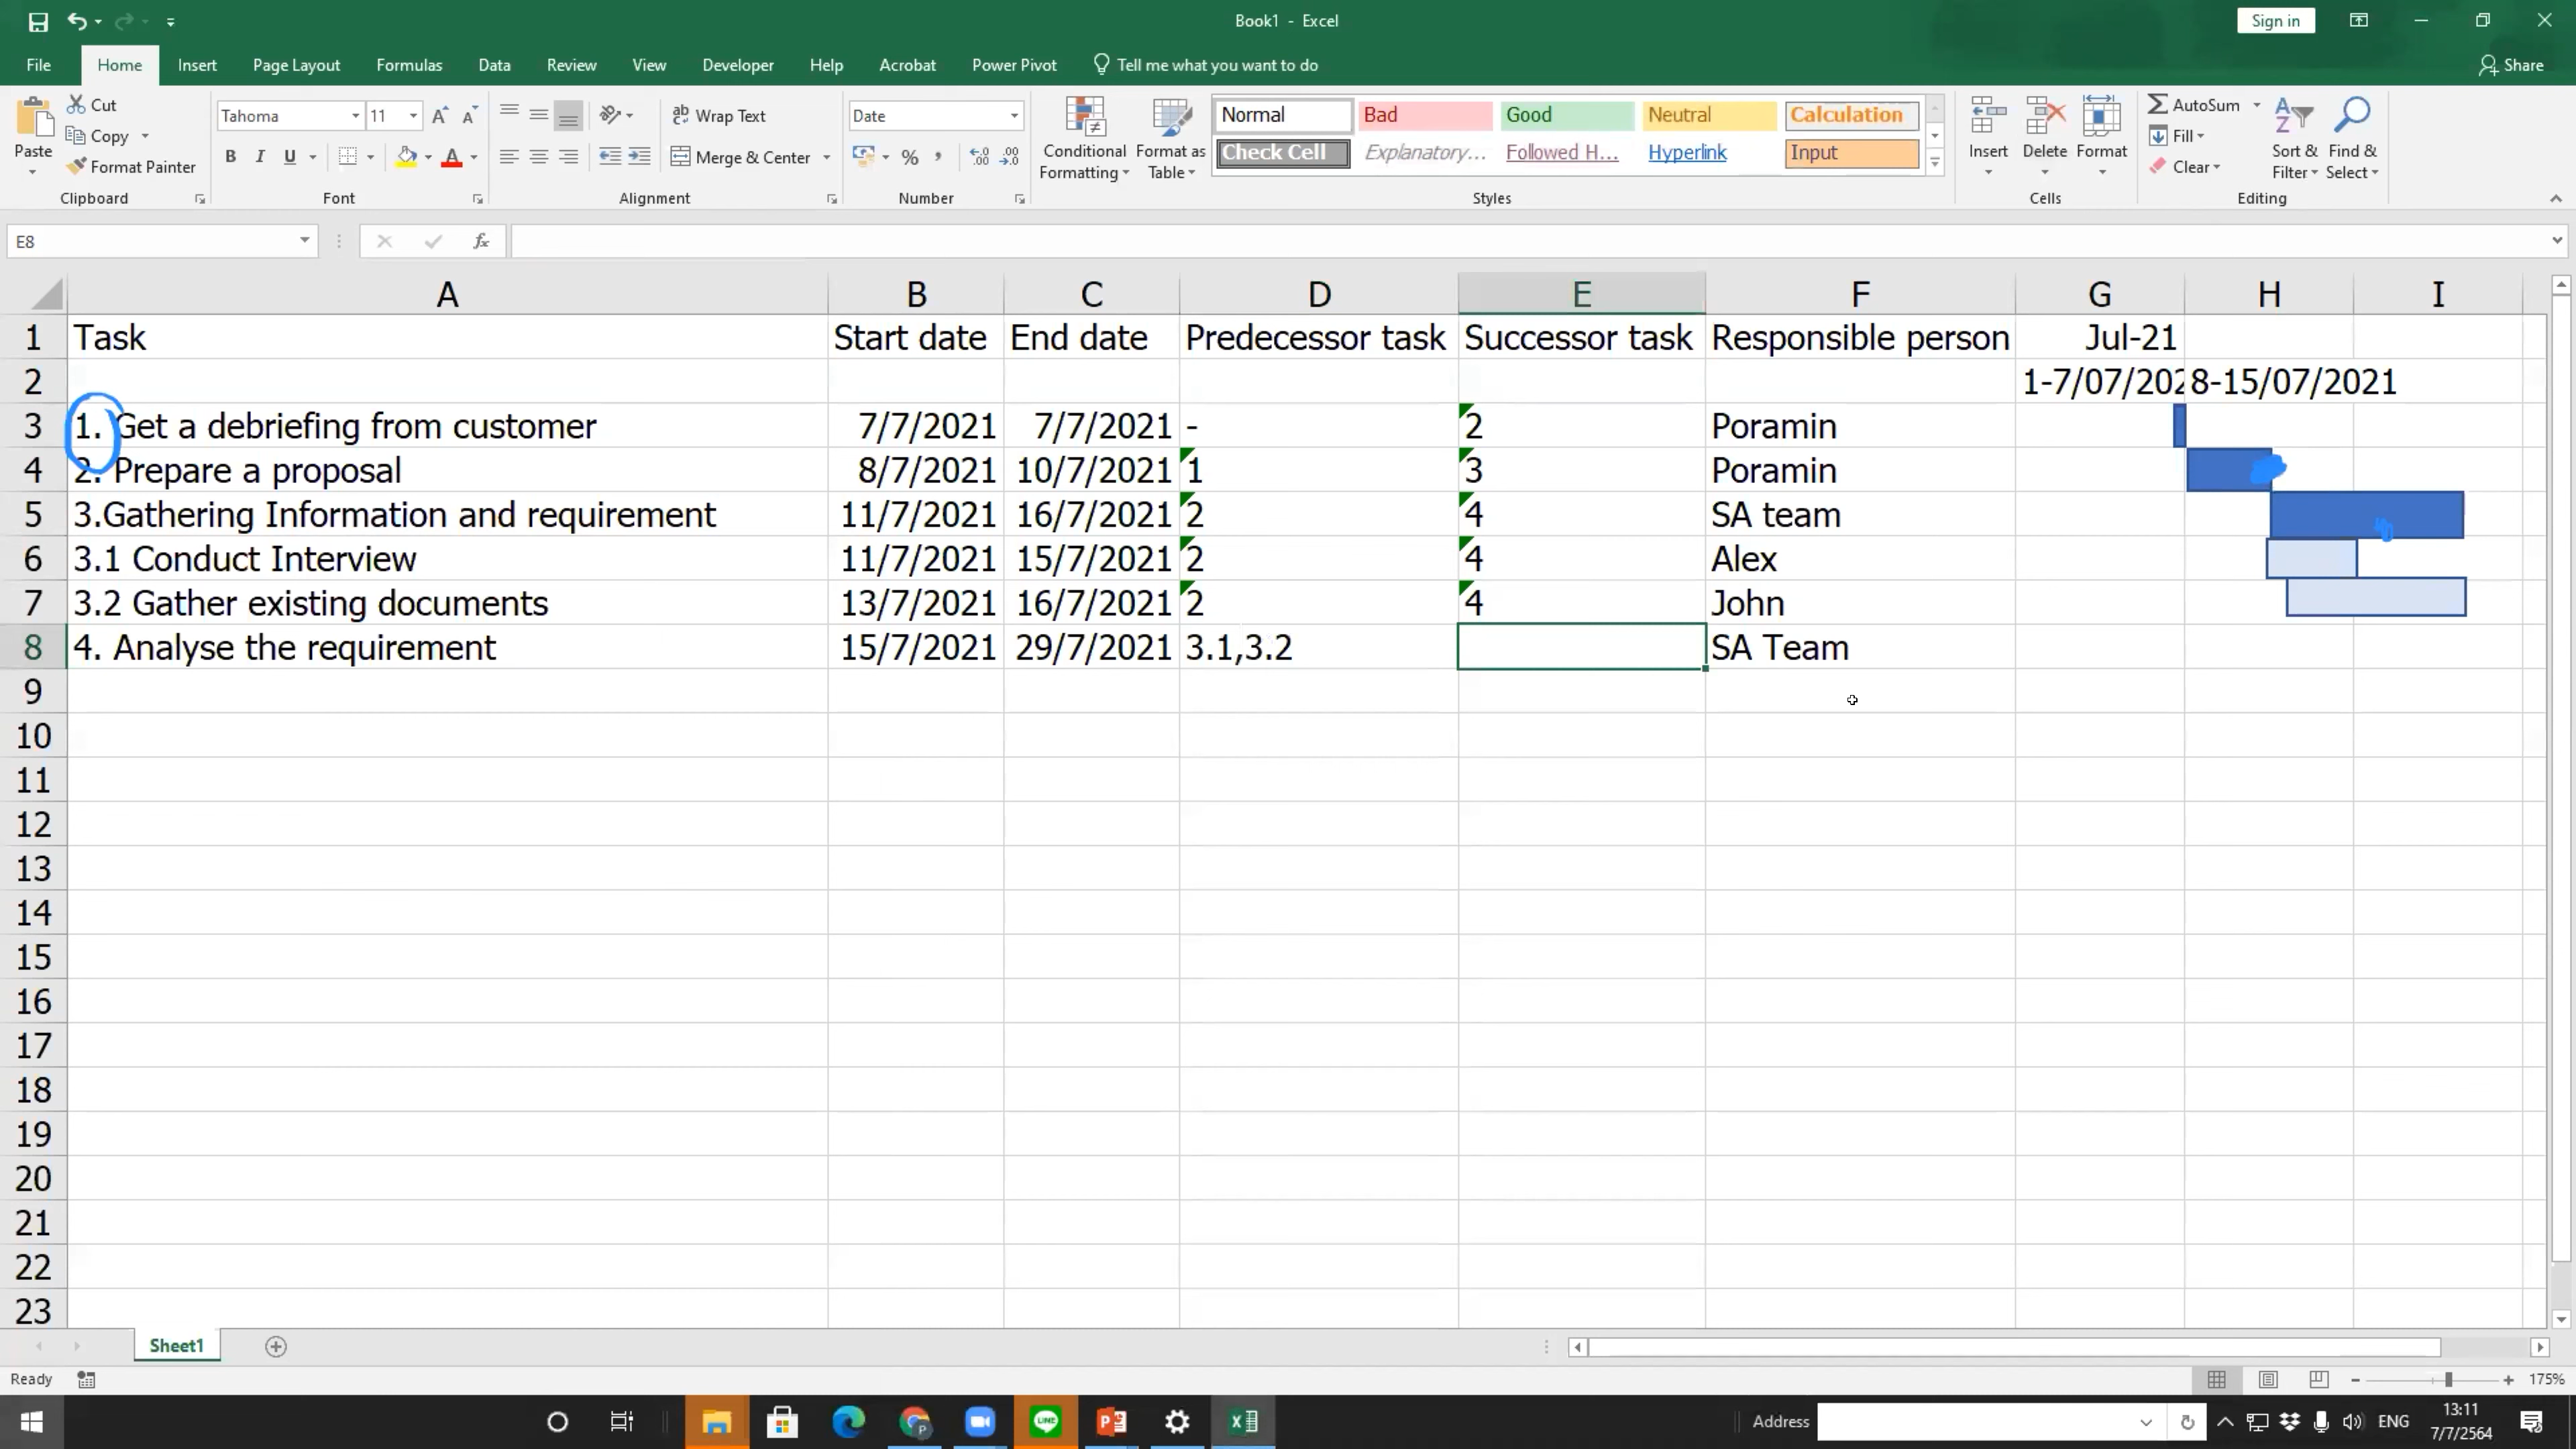 Book1 - Excel
Sign in
File Home Insert Page Layout Formulas Data Review View Developer Help Acrobat Power Pivot Tell me what you want to do Share
Paste Cut Copy Format Painter Clipboard
Tahoma 11 B I U Font
Wrap Text Merge & Center Alignment
Date % Number
Conditional Formatting Format as Table
Normal Bad Good Neutral Calculation
Check Cell Explanatory... Followed H... Hyperlink Input
Styles
Insert Delete Format Cells
AutoSum Fill Clear Sort & Filter Find & Select Editing
E8 fx
A B C D E F G H I
1 Task Start date End date Predecessor task Successor task Responsible person Jul-21
2 1-7/07/202 8-15/07/2021
3 1. Get a debriefing from customer 7/7/2021 7/7/2021 - 2 Poramin
4 2. Prepare a proposal 8/7/2021 10/7/2021 1 3 Poramin
5 3.Gathering Information and requirement 11/7/2021 16/7/2021 2 4 SA team
6 3.1 Conduct Interview 11/7/2021 15/7/2021 2 4 Alex
7 3.2 Gather existing documents 13/7/2021 16/7/2021 2 4 John
8 4. Analyse the requirement 15/7/2021 29/7/2021 3.1,3.2 SA Team
9
10
11
12
13
14
15
16
17
18
19
20
21
22
23
Sheet1
Ready 175%
Address ENG 13:11
7/7/2564